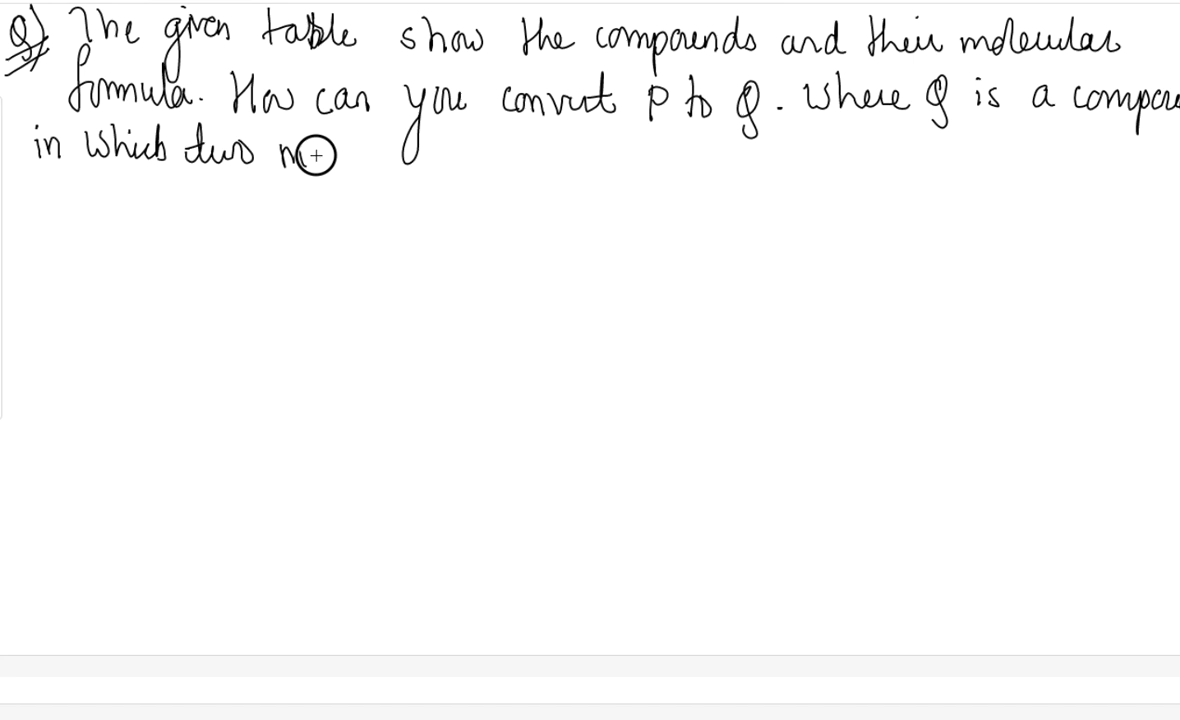 Q) The given table show the compounds and their molecular
formula. How can you convert P to Q. Where Q is a compou
in which two m